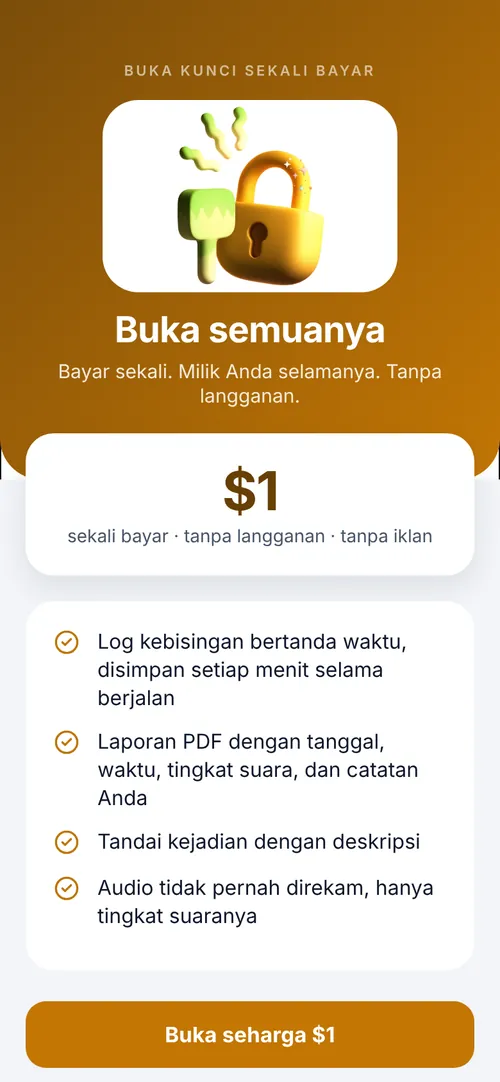 BUKA KUNCI SEKALI BAYAR
Buka semuanya
Bayar sekali. Milik Anda selamanya. Tanpa
langganan.
$1
sekali bayar · tanpa langganan · tanpa iklan
Log kebisingan bertanda waktu,
disimpan setiap menit selama
berjalan
Laporan PDF dengan tanggal,
waktu, tingkat suara, dan catatan
Anda
Tandai kejadian dengan deskripsi
Audio tidak pernah direkam, hanya
tingkat suaranya
Buka seharga $1